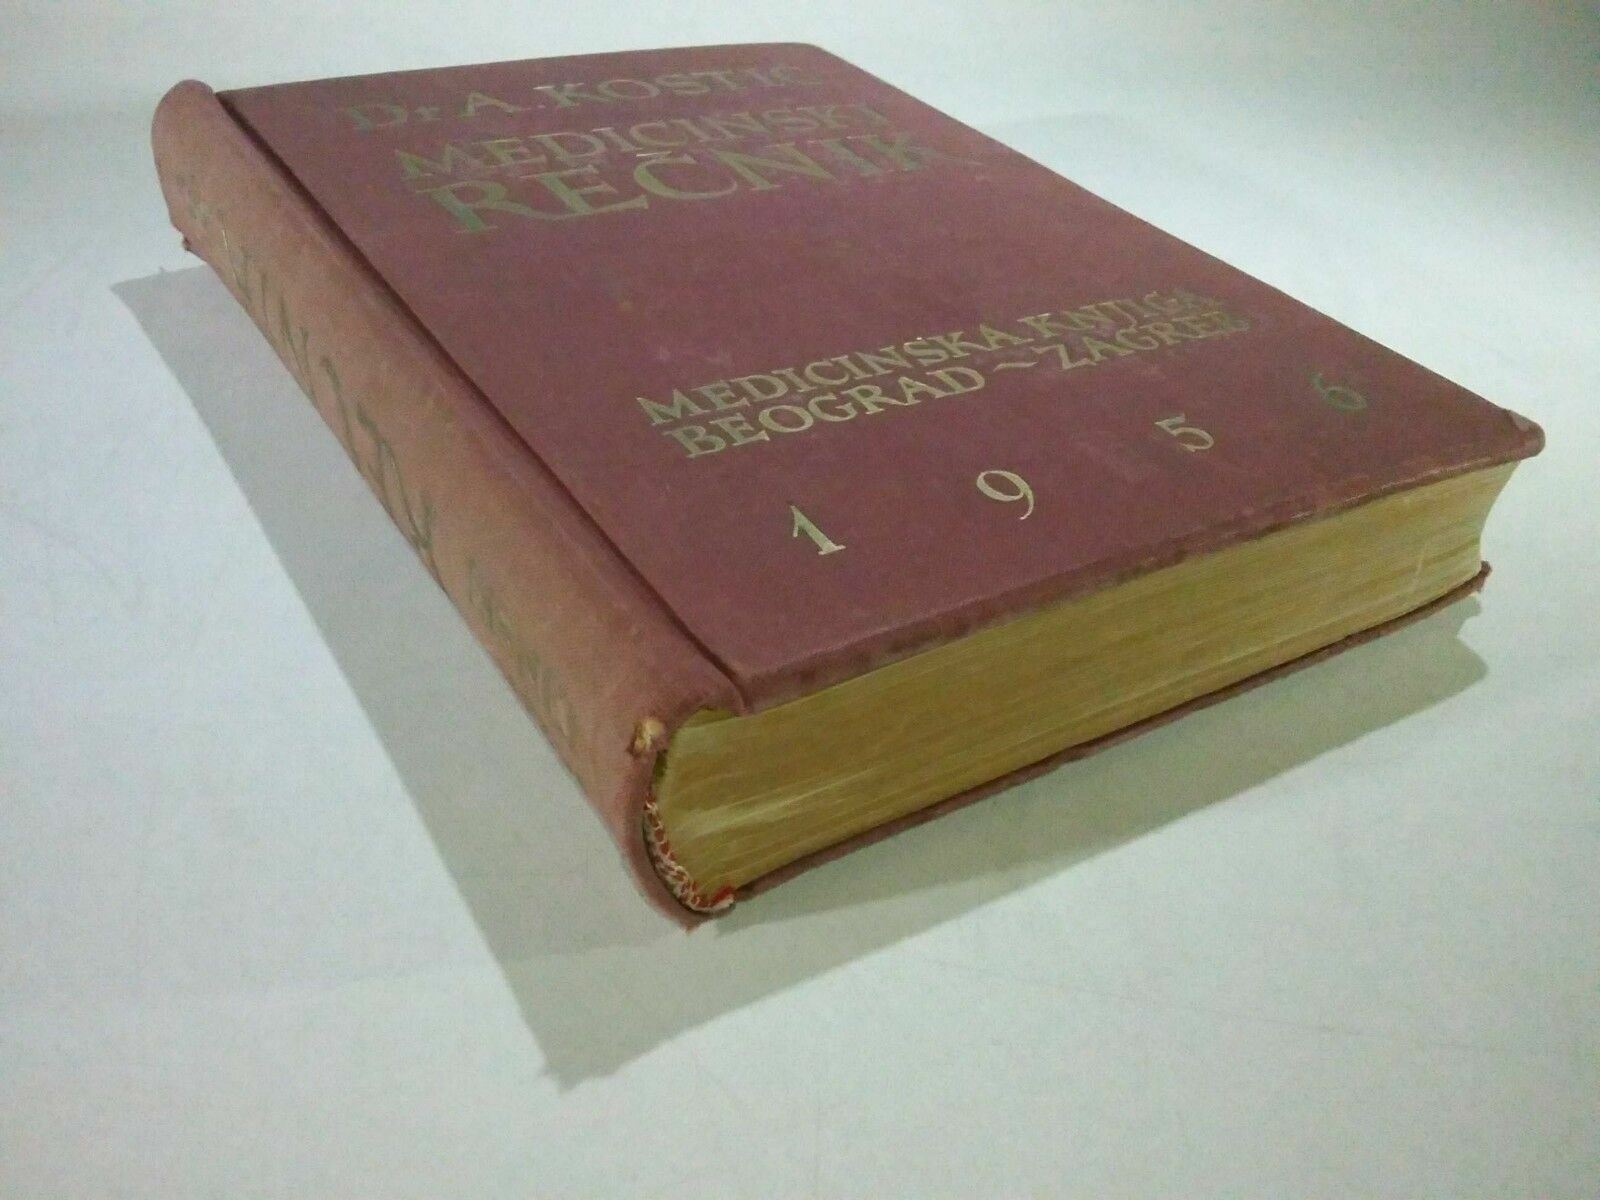 Dr A. KOSTIĆ
MEDICINSKI
REČNIK
MEDICINSKA KNJIGA
BEOGRAD ~ ZAGREB
1 9 5 6